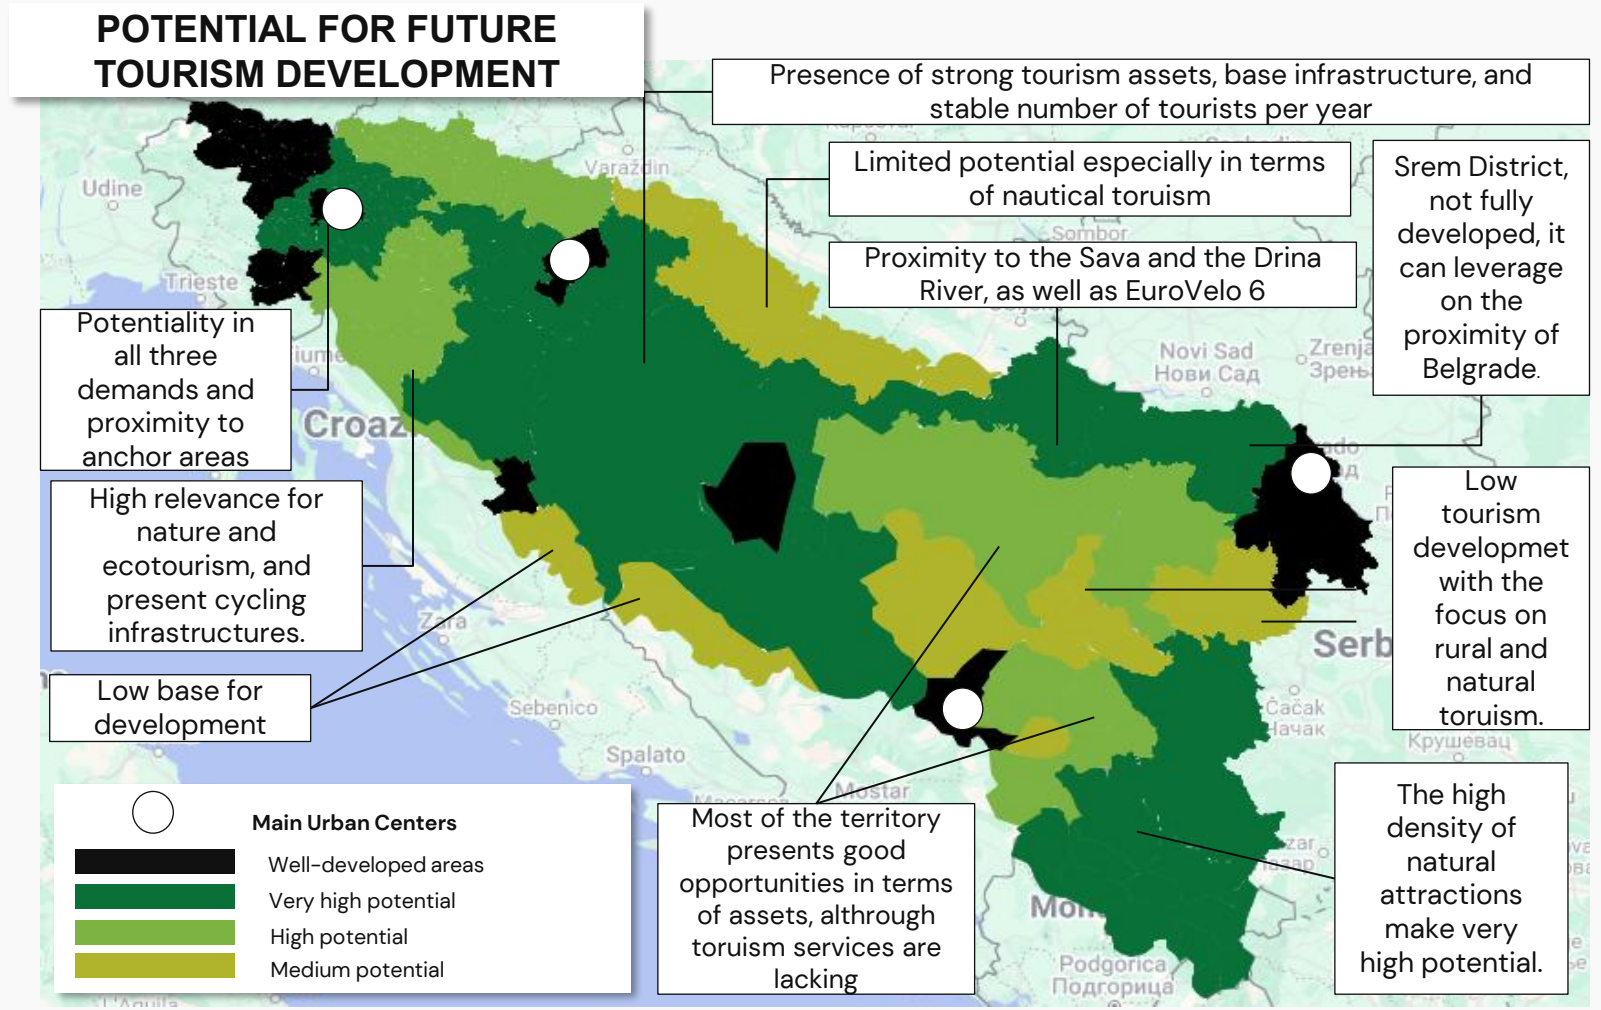 POTENTIAL FOR FUTURE
TOURISM DEVELOPMENT
Presence of strong tourism assets, base infrastructure, and
stable number of tourists per year
Limited potential especially in terms
of nautical toruism
Proximity to the Sava and the Drina
River, as well as EuroVelo 6
Srem District,
not fully
developed, it
can leverage
on the
proximity of
Belgrade.
Varaždin
Udine
Sombor
Trieste
Novi Sad
Нови Сад
Zrenja
Зрења
Potentiality in
all three
demands and
proximity to
anchor areas
iume
Croaz
High relevance for
nature and
ecotourism, and
present cycling
infrastructures.
Low
tourism
developmet
with the
focus on
rural and
natural
toruism.
Zara
Serb
Low base for
development
Sebenico
Spalato
Mostar
Čačak
Чачак
Крушевац
Most of the territory
presents good
opportunities in terms
of assets, althrough
toruism services are
lacking
The high
density of
natural
attractions
make very
high potential.
Podgorica
Подгорица
Main Urban Centers
Well-developed areas
Very high potential
High potential
Medium potential
L'Aquila